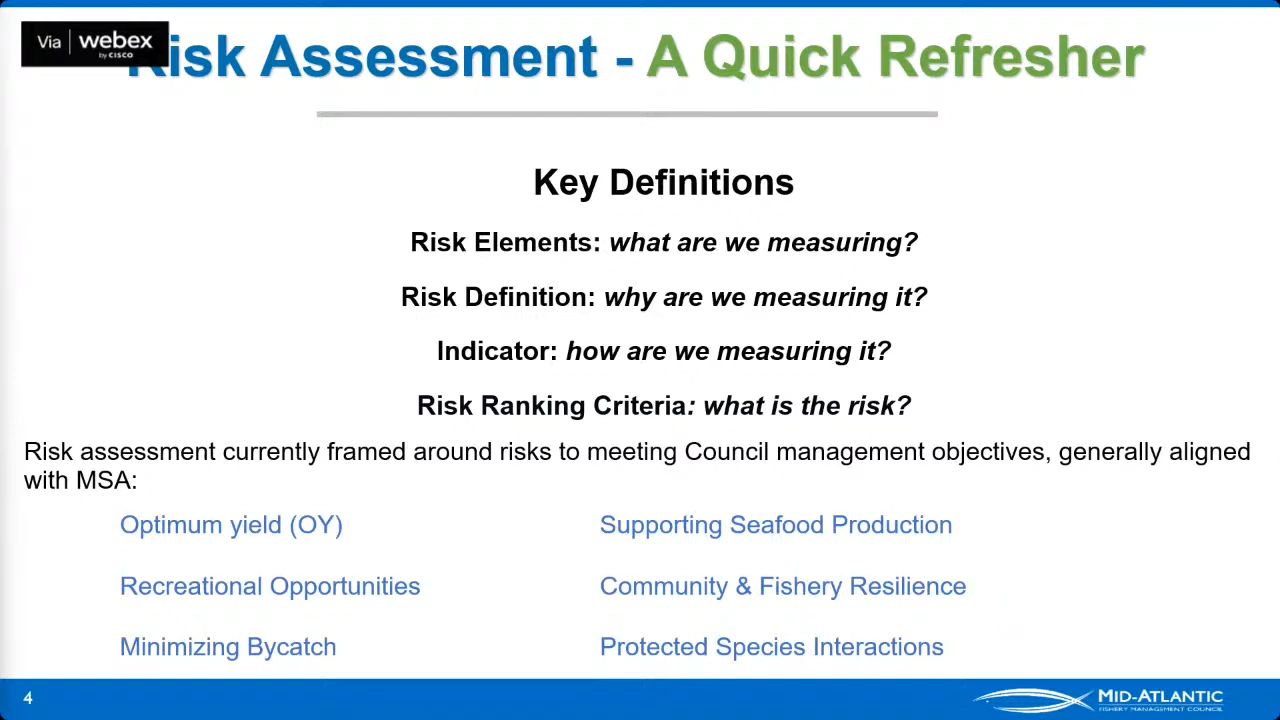 Via webex
by CISCO
Risk Assessment - A Quick Refresher
Key Definitions
Risk Elements: what are we measuring?
Risk Definition: why are we measuring it?
Indicator: how are we measuring it?
Risk Ranking Criteria: what is the risk?
Risk assessment currently framed around risks to meeting Council management objectives, generally aligned
with MSA:
Optimum yield (OY) Supporting Seafood Production
Recreational Opportunities Community & Fishery Resilience
Minimizing Bycatch Protected Species Interactions
4
MID-ATLANTIC
FISHERY MANAGEMENT COUNCIL